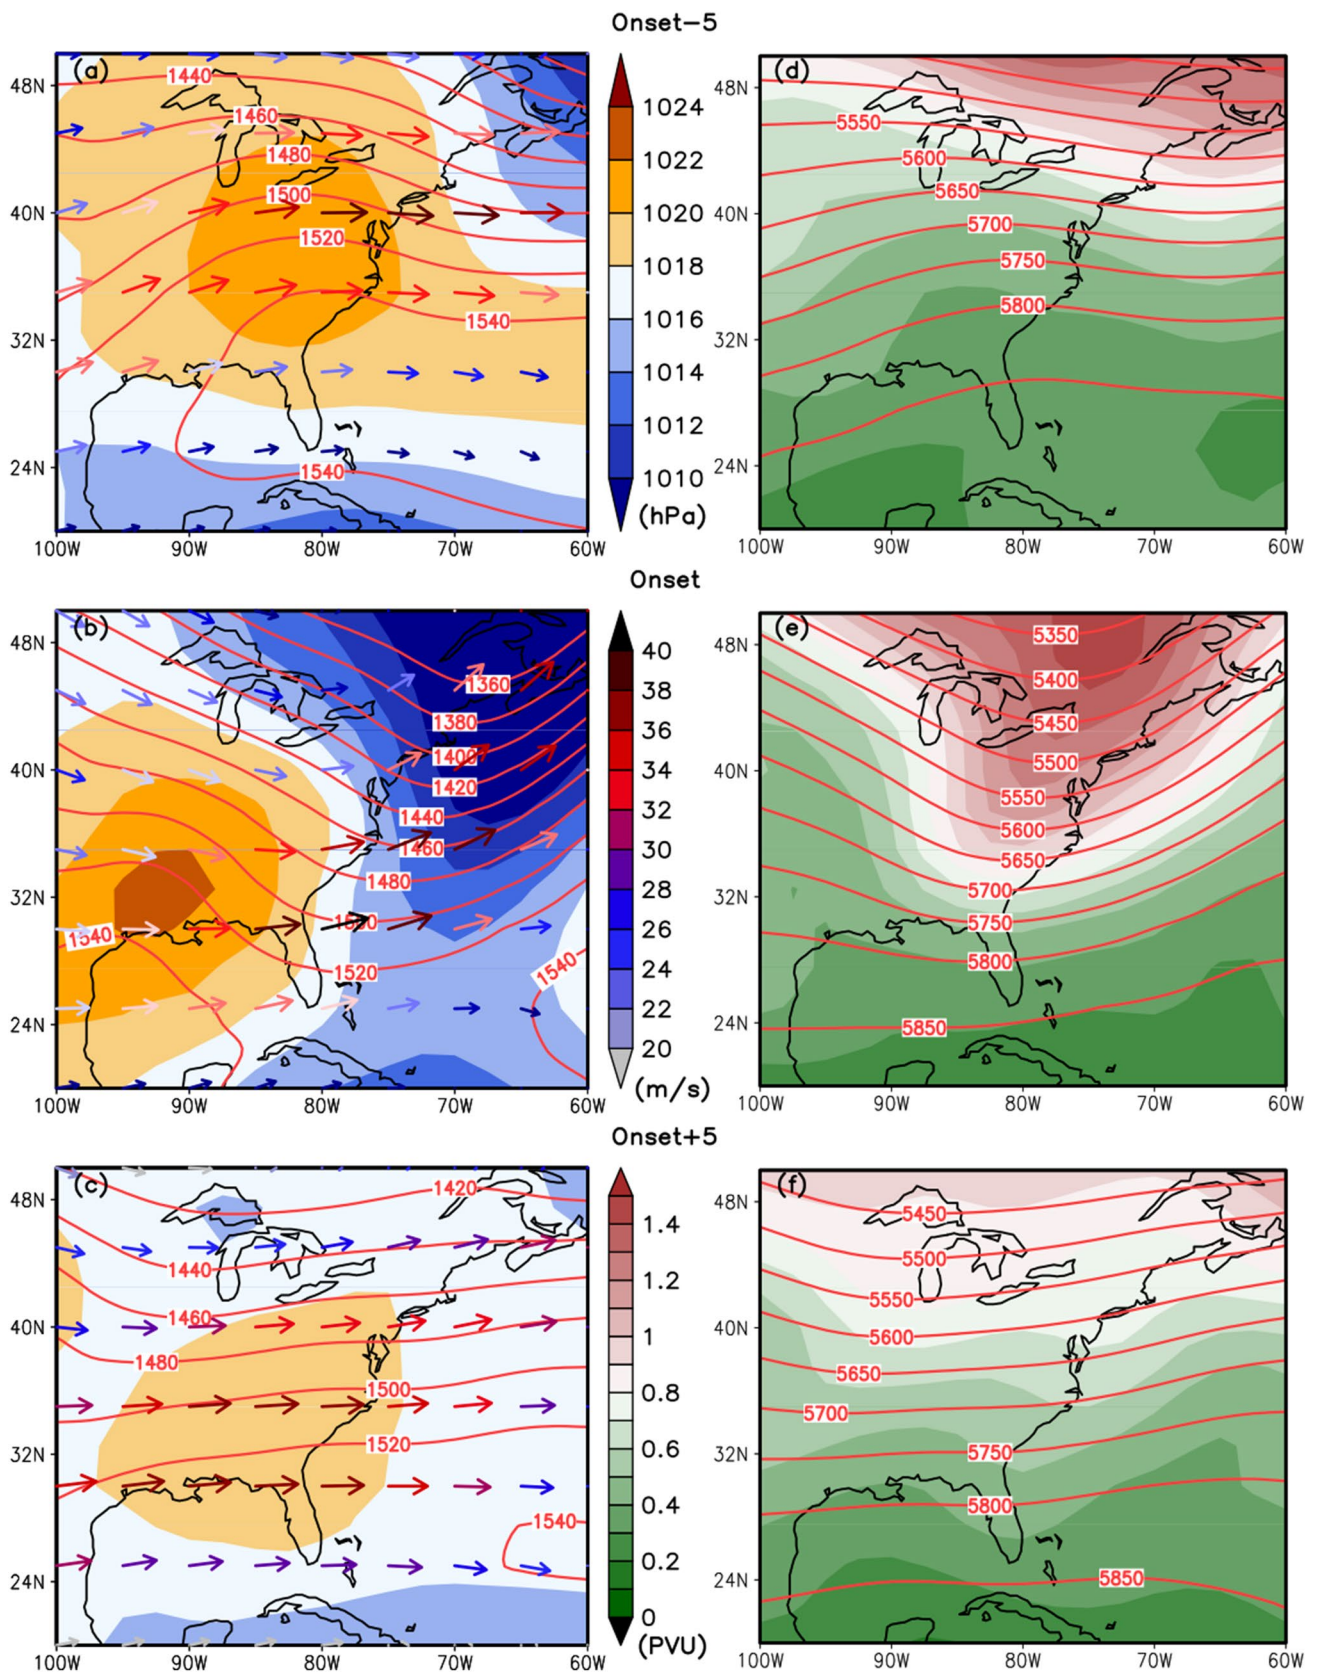 Onset−5
(a)
1440
1460
1480
1500
1520
1540
1540
48N
40N
32N
24N
100W 90W 80W 70W 60W
1024
1022
1020
1018
1016
1014
1012
1010
(hPa)
(d)
5550
5600
5650
5700
5750
5800
48N
40N
32N
24N
100W 90W 80W 70W 60W
Onset
(b)
1360
1380
1400
1420
1440
1460
1480
1500
1520
1540
1540
48N
40N
32N
24N
100W 90W 80W 70W 60W
40
38
36
34
32
30
28
26
24
22
20
(m/s)
(e)
5350
5400
5450
5500
5550
5600
5650
5700
5750
5800
5850
48N
40N
32N
24N
100W 90W 80W 70W 60W
Onset+5
(c)
1420
1440
1460
1480
1500
1520
1540
48N
40N
32N
24N
100W 90W 80W 70W 60W
1.4
1.2
1
0.8
0.6
0.4
0.2
0
(PVU)
(f)
5450
5500
5550
5600
5650
5700
5750
5800
5850
48N
40N
32N
24N
100W 90W 80W 70W 60W